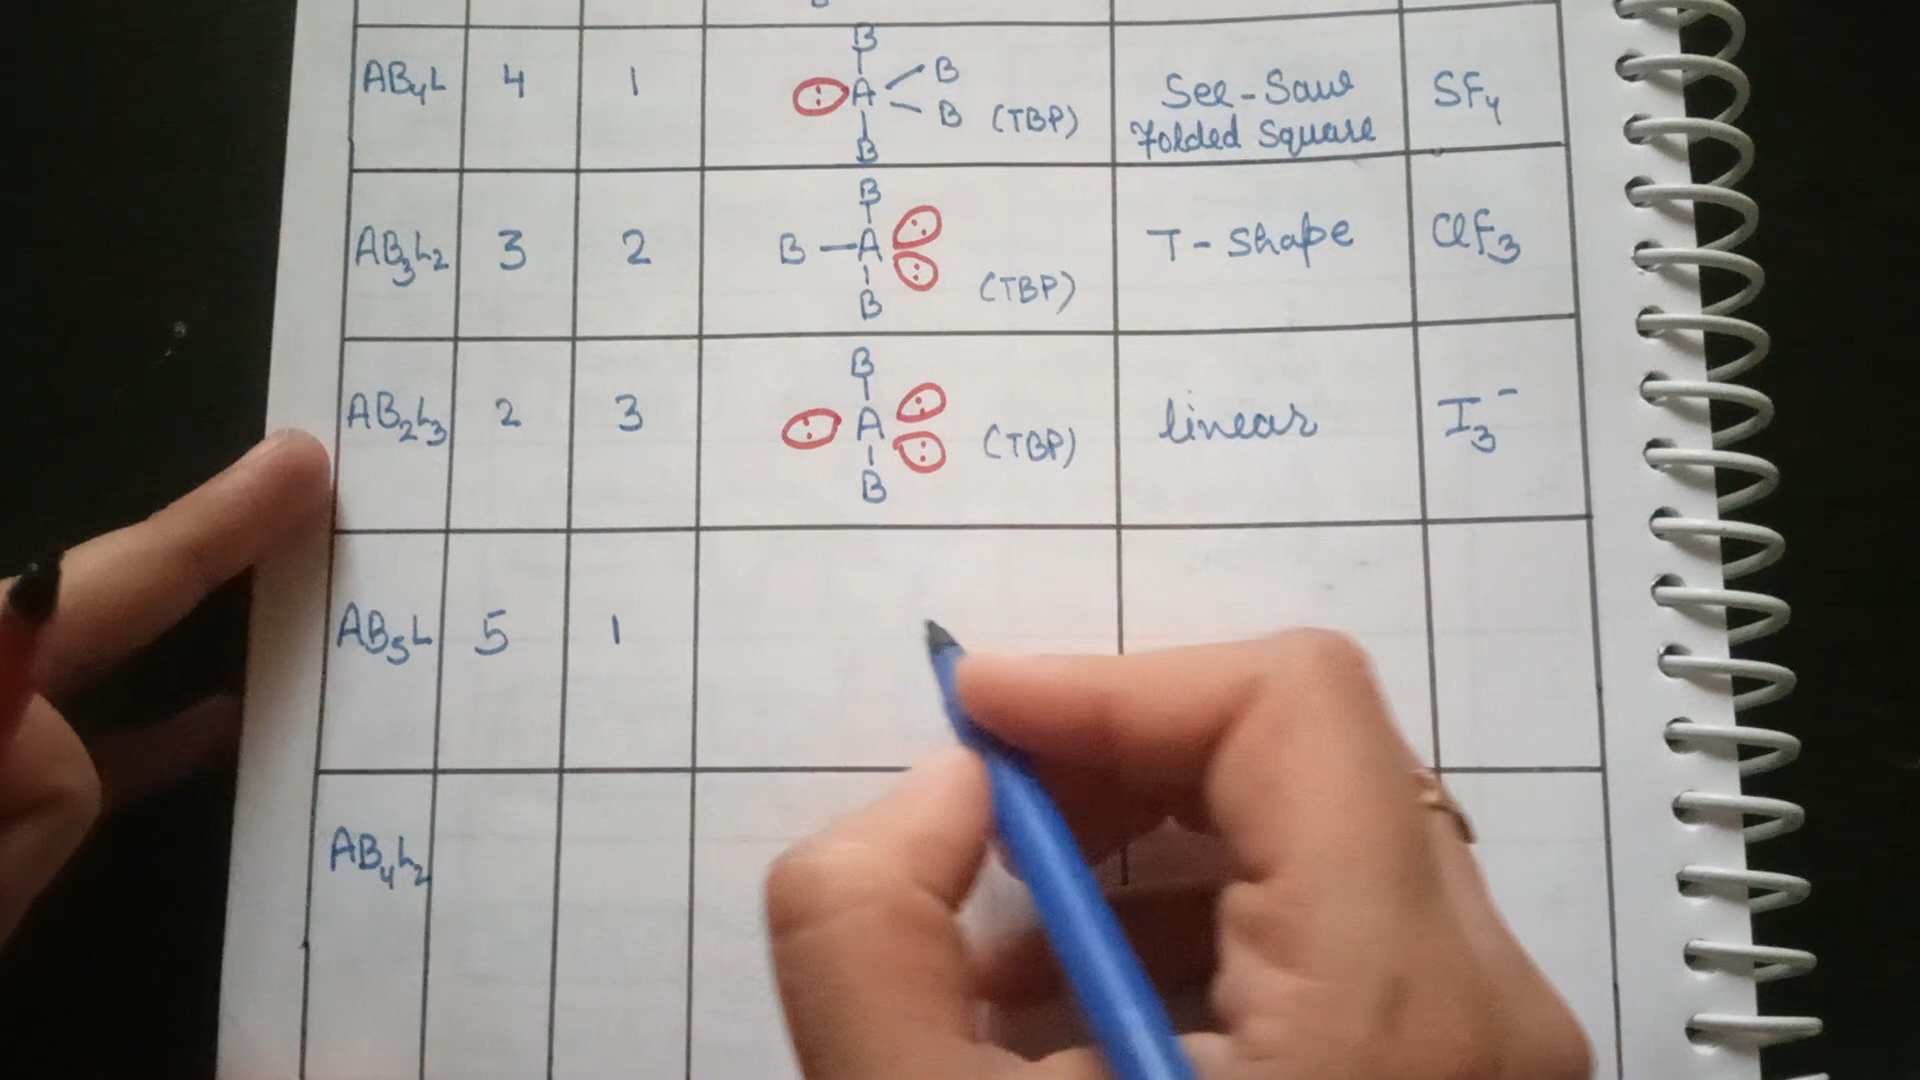 AB4L 4 1 B A B B B (TBP) See-Saw Folded Square SF4
AB3L2 3 2 B B-A B (TBP) T-Shape ClF3
AB2L3 2 3 B A B (TBP) linear I3-
AB5L 5 1
AB4L2